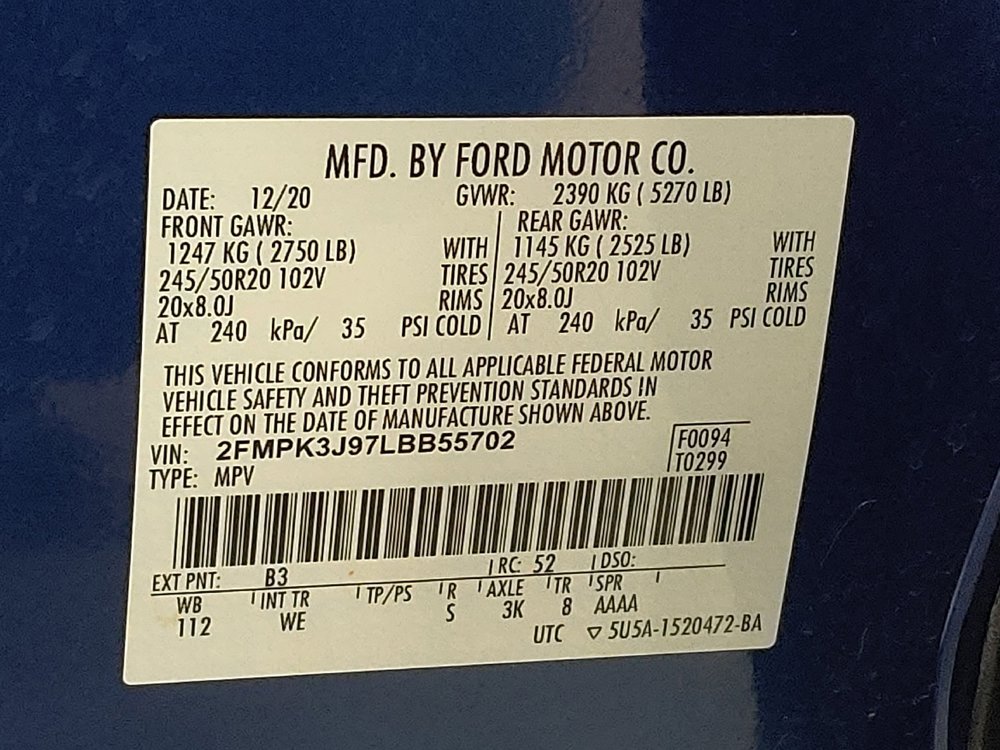 MFD. BY FORD MOTOR CO.
DATE: 12/20 GVWR: 2390 KG ( 5270 LB)
FRONT GAWR: REAR GAWR:
1247 KG ( 2750 LB) WITH 1145 KG ( 2525 LB) WITH
245/50R20 102V TIRES 245/50R20 102V TIRES
20x8.0J RIMS 20x8.0J RIMS
AT 240 kPa/ 35 PSI COLD AT 240 kPa/ 35 PSI COLD
THIS VEHICLE CONFORMS TO ALL APPLICABLE FEDERAL MOTOR
VEHICLE SAFETY AND THEFT PREVENTION STANDARDS IN
EFFECT ON THE DATE OF MANUFACTURE SHOWN ABOVE.
VIN: 2FMPK3J97LBB55702 F0094
TYPE: MPV T0299
EXT PNT: B3 RC: 52 DSO:
WB INT TR TP/PS R AXLE TR SPR
112 WE S 3K 8 AAAA
UTC ▽ 5U5A-1520472-BA